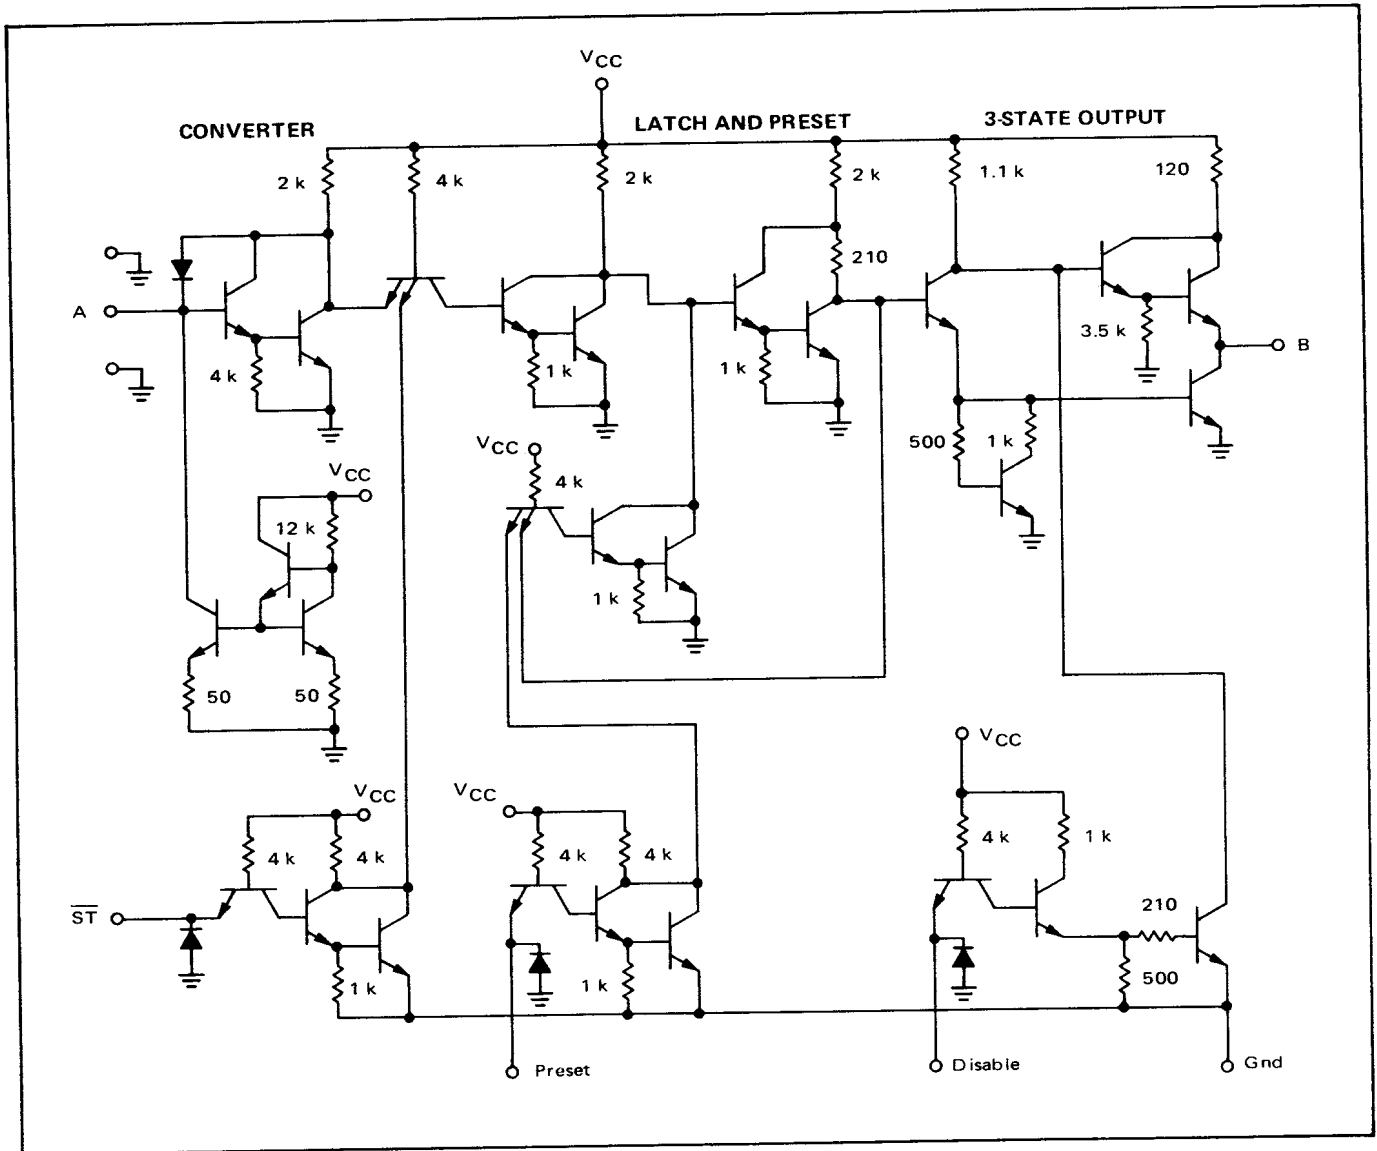 VCC
CONVERTER
LATCH AND PRESET
3-STATE OUTPUT
2 k
4 k
2 k
2 k
1.1 k
120
210
A
3.5 k
B
4 k
1 k
1 k
500
1 k
VCC
VCC
4 k
12 k
1 k
50
50
VCC
VCC
VCC
4 k
4 k
4 k
4 k
4 k
1 k
ST
210
1 k
1 k
500
Preset
Disable
Gnd